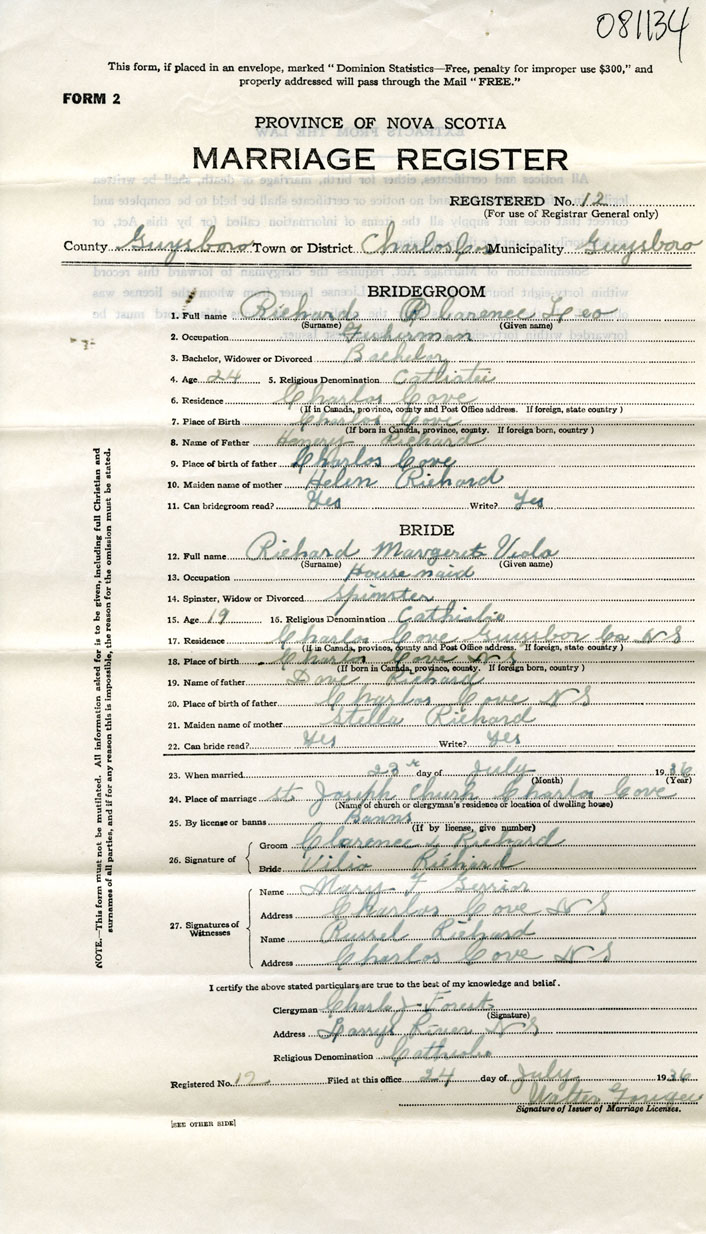 081134
This form, if placed in an envelope, marked "Dominion Statistics—Free, penalty for improper use $300," and
properly addressed will pass through the Mail "FREE."
FORM 2
PROVINCE OF NOVA SCOTIA
MARRIAGE REGISTER
REGISTERED No. 12
(For use of Registrar General only)
County Guysboro Town or District Charlos Cove Municipality Guysboro
BRIDEGROOM
1. Full name Richard Clarence Leo
(Surname) (Given name)
2. Occupation Fisherman
3. Bachelor, Widower or Divorced Bachelor
4. Age 24 5. Religious Denomination
6. Residence Charlos Cove
(If in Canada, province, county and Post Office address. If foreign, state country)
7. Place of Birth Charlos Cove
(If born in Canada, province, county. If foreign born, country)
8. Name of Father Richard
9. Place of birth of father Charlos Cove
10. Maiden name of mother Helen Richard
11. Can bridegroom read? Yes Write? Yes
BRIDE
12. Full name Richard Margerit Viola
(Surname) (Given name)
13. Occupation House maid
14. Spinster, Widow or Divorced Spinster
15. Age 19 16. Religious Denomination
17. Residence Charlos Cove Guysbor Co N S
(If in Canada, province, county and Post Office address. If foreign, state country)
18. Place of birth Charlos Cove N S
(If born in Canada, province, county. If foreign born, country)
19. Name of father Richard
20. Place of birth of father Charlos Cove N S
21. Maiden name of mother Stella Richard
22. Can bride read? Yes Write? Yes
23. When married 23 day of July 1936
(Month) (Year)
24. Place of marriage St. Joseph Church Charlos Cove
(Name of church or clergyman's residence or location of dwelling house)
25. By license or banns Banns
(If by license, give number)
26. Signature of
Groom Clarence L Richard
Bride Richard
27. Signatures of Witnesses
Name Mary F
Address Charlos Cove N S
Name Russel Richard
Address Charlos Cove N S
I certify the above stated particulars are true to the best of my knowledge and belief.
Clergyman Forest
(Signature)
Address Larrys River N S
Religious Denomination
Registered No. 12 Filed at this office 24 day of July 1936
Walter
Signature of Issuer of Marriage Licenses.
[SEE OTHER SIDE]
NOTE.—This form must not be mutilated. All information asked for is to be given, including full Christian and
surnames of all parties, and if for any reason this is impossible, the reason for the omission must be stated.